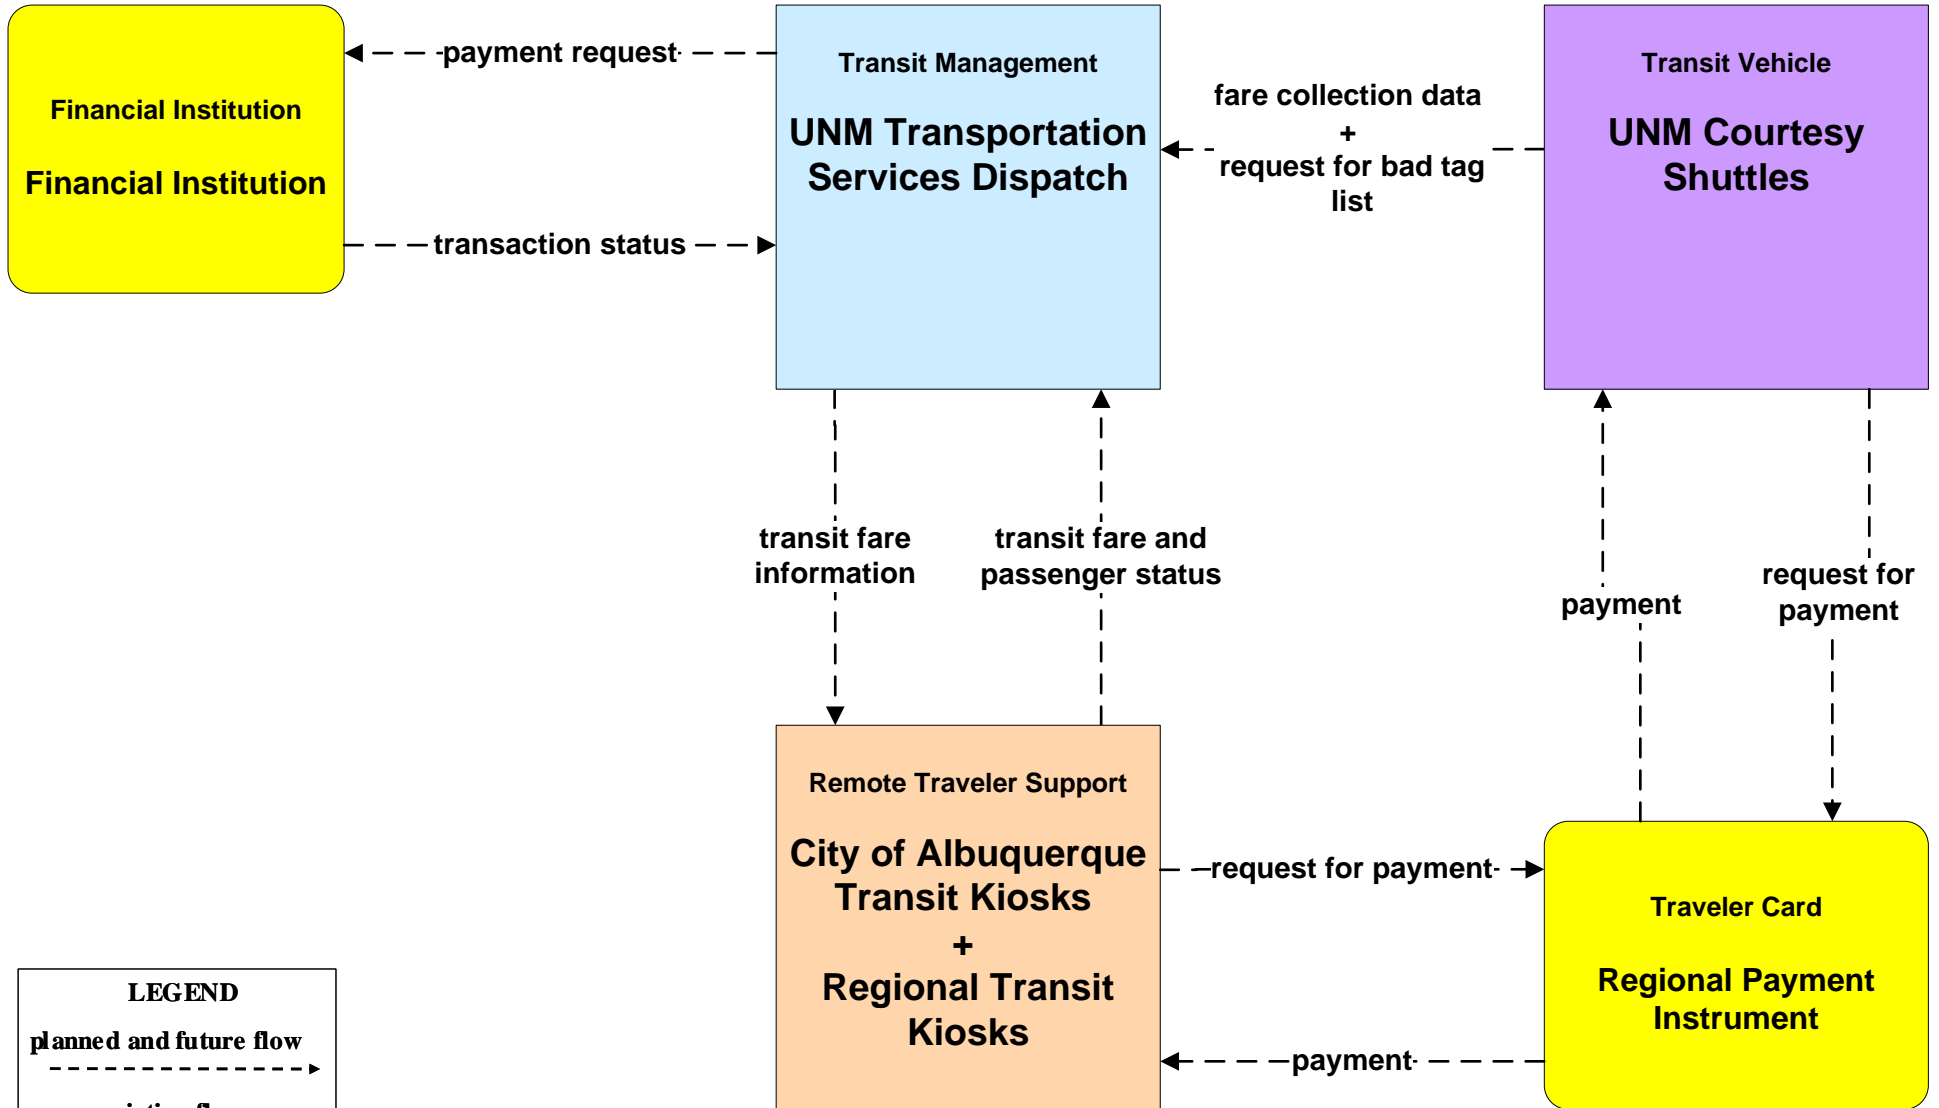 Financial Institution
Financial Institution
payment request
transaction status
Transit Management
UNM Transportation
Services Dispatch
fare collection data
+
request for bad tag
list
Transit Vehicle
UNM Courtesy
Shuttles
transit fare
information
transit fare and
passenger status
payment
request for
payment
Remote Traveler Support
City of Albuquerque
Transit Kiosks
+
Regional Transit
Kiosks
request for payment
payment
Traveler Card
Regional Payment
Instrument
LEGEND
planned and future flow